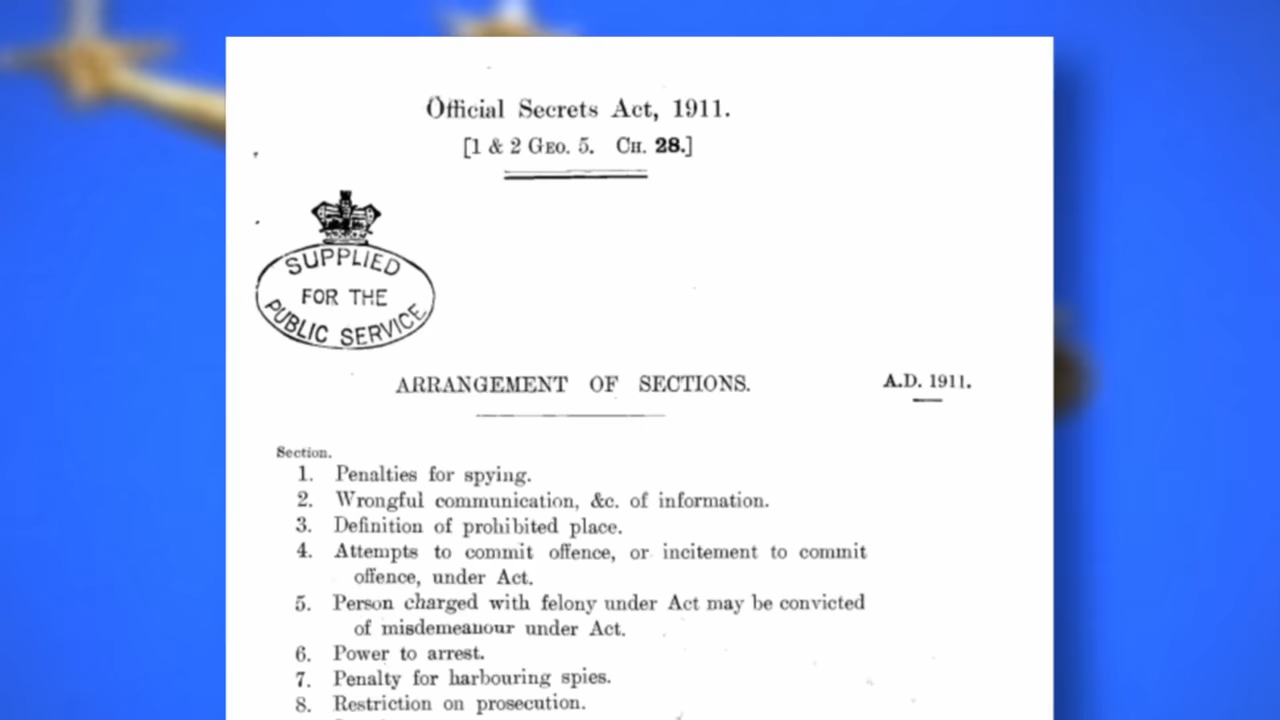 Official Secrets Act, 1911.
[1 & 2 GEO. 5. CH. 28.]
SUPPLIED
FOR THE
PUBLIC SERVICE
ARRANGEMENT OF SECTIONS.
A.D. 1911.
Section.
1. Penalties for spying.
2. Wrongful communication, &c. of information.
3. Definition of prohibited place.
4. Attempts to commit offence, or incitement to commit
offence, under Act.
5. Person charged with felony under Act may be convicted
of misdemeanour under Act.
6. Power to arrest.
7. Penalty for harbouring spies.
8. Restriction on prosecution.